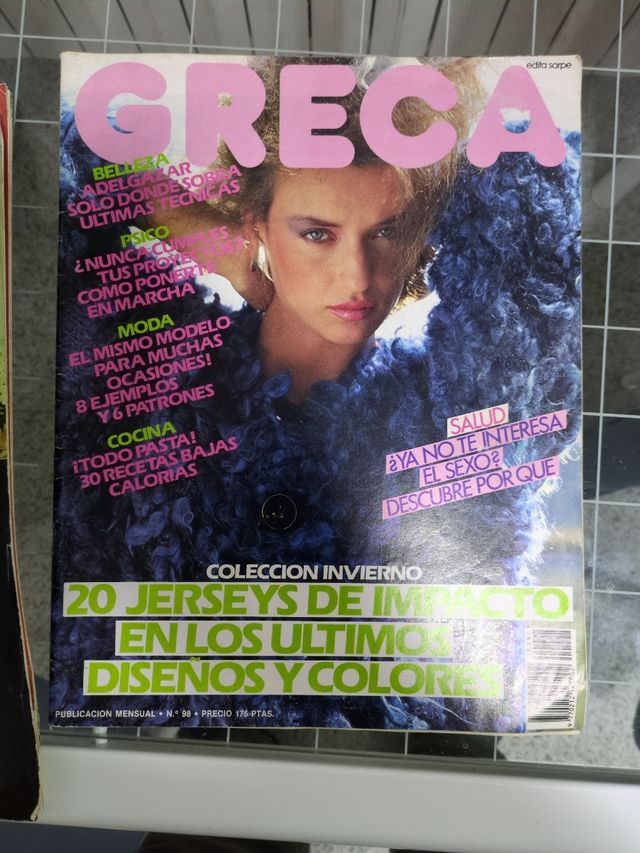 GRECA
edita sarpe
BELLEZA
ADELGAZAR
SOLO DONDE SOBRA
ULTIMAS TECNICAS
PSICO
¿NUNCA CUMPLES
TUS PROYECTOS?
COMO PONERTE
EN MARCHA
MODA
EL MISMO MODELO
PARA MUCHAS
OCASIONES!
8 EJEMPLOS
Y 6 PATRONES
COCINA
¡TODO PASTA!
30 RECETAS BAJAS
CALORIAS
SALUD
¿YA NO TE INTERESA
EL SEXO?
DESCUBRE POR QUE
COLECCION INVIERNO
20 JERSEYS DE IMPACTO
EN LOS ULTIMOS
DISEÑOS Y COLORES
PUBLICACION MENSUAL • N.º 98 • PRECIO 175 PTAS.